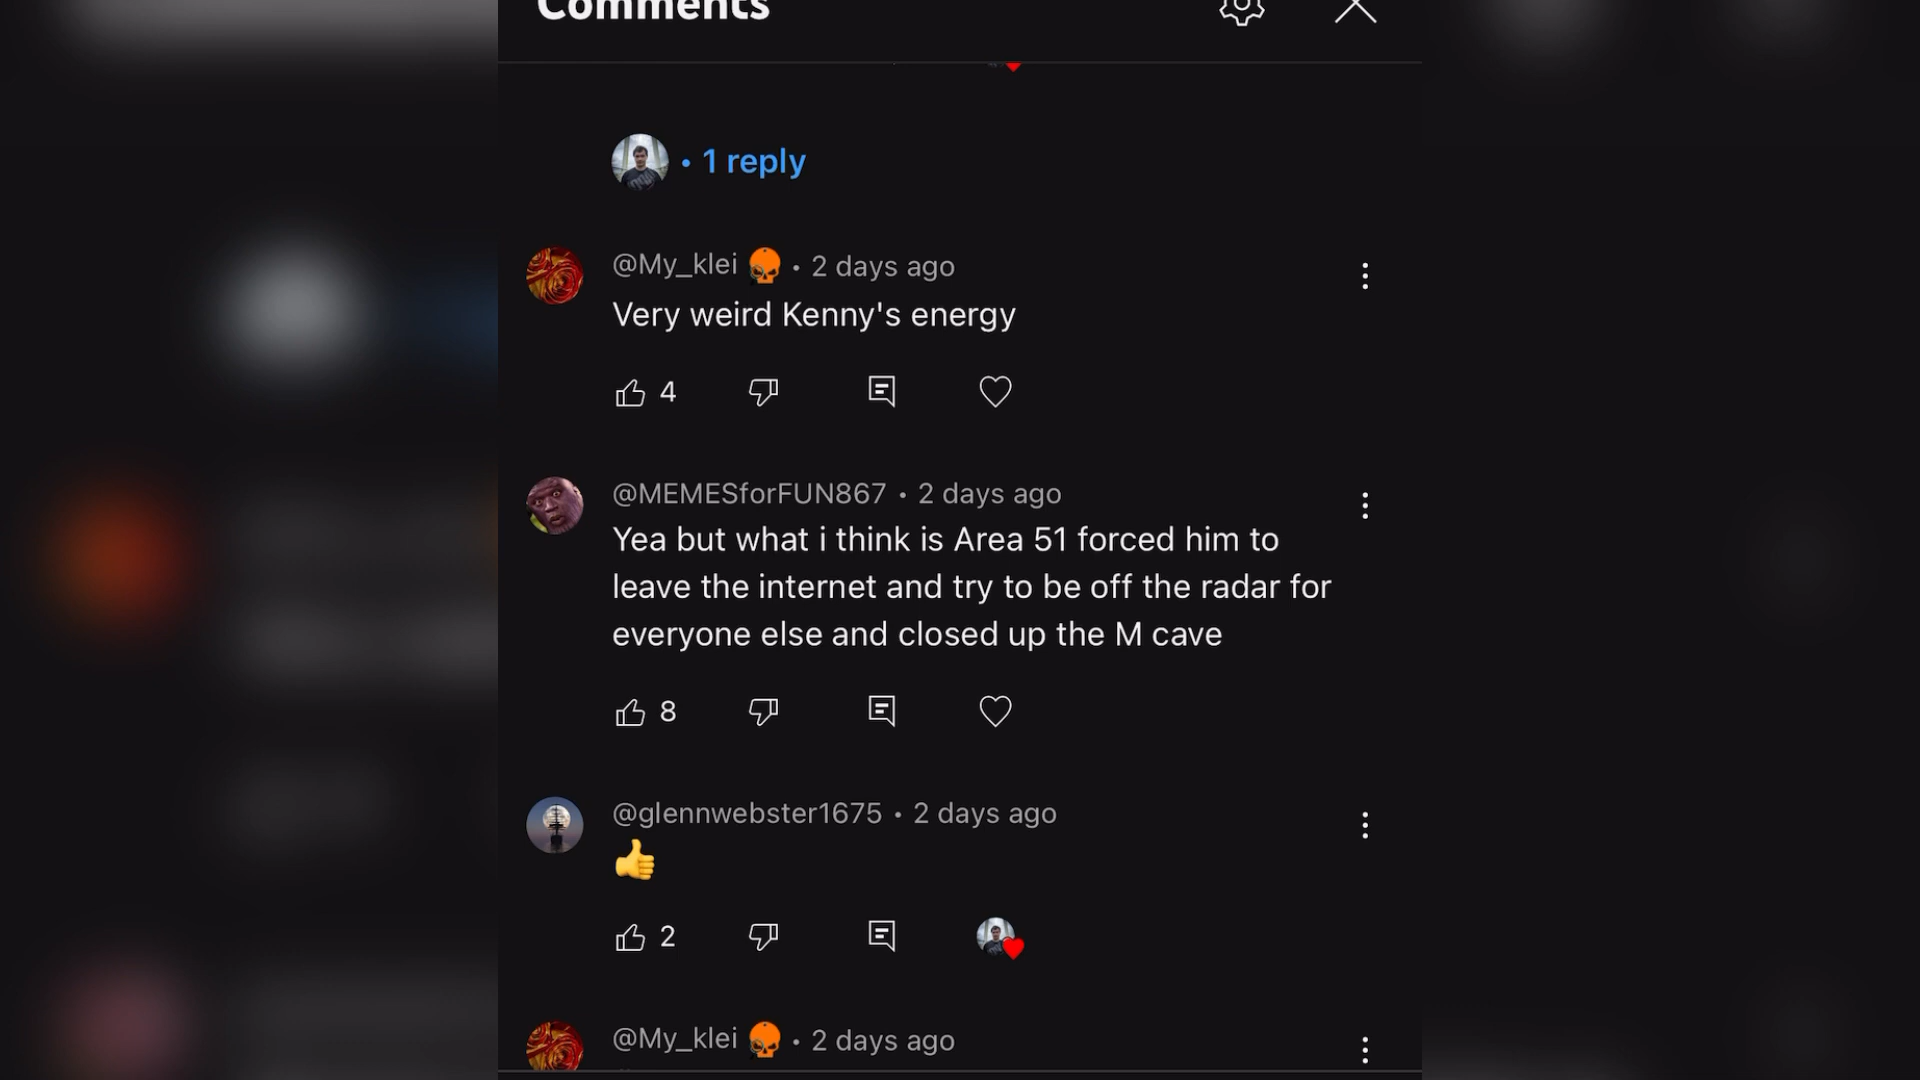 Comments
• 1 reply
@My_klei • 2 days ago
Very weird Kenny's energy
4
@MEMESforFUN867 • 2 days ago
Yea but what i think is Area 51 forced him to
leave the internet and try to be off the radar for
everyone else and closed up the M cave
8
@glennwebster1675 • 2 days ago
👍
2
@My_klei • 2 days ago